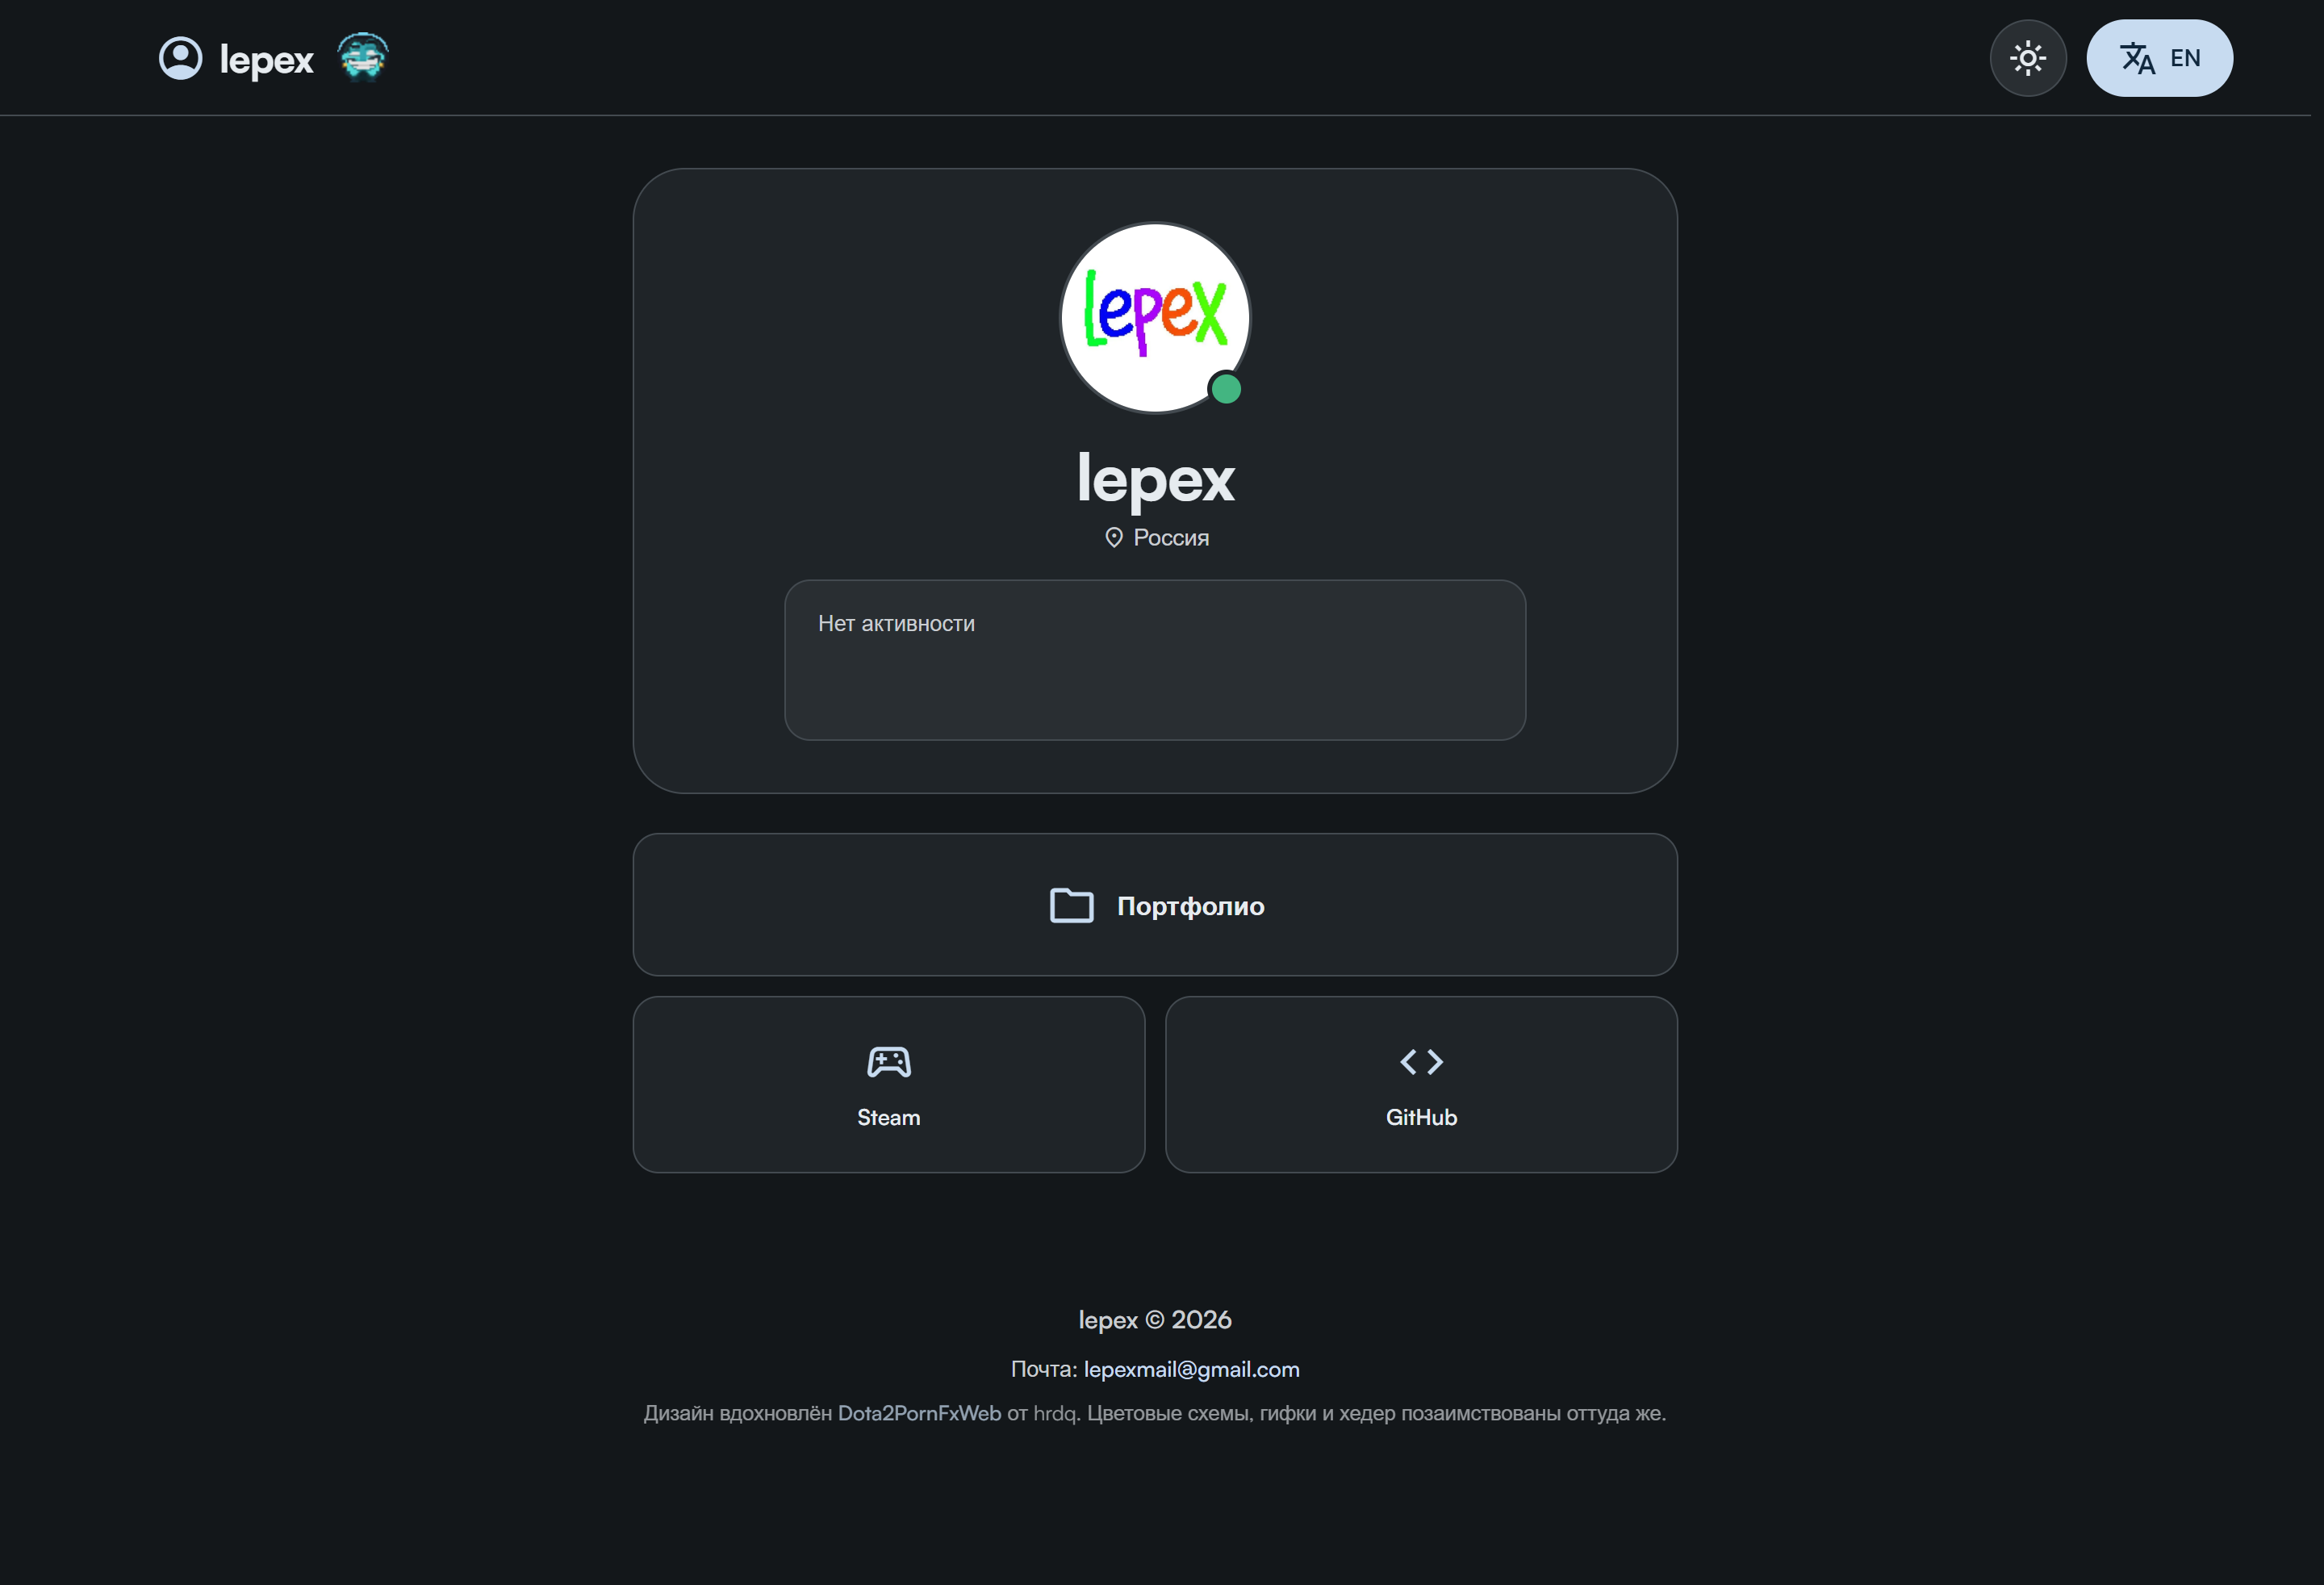 lepex
EN
Lepex
lepex
Россия
Нет активности
Портфолио
Steam
GitHub
lepex © 2026
Почта: lepexmail@gmail.com
Дизайн вдохновлён Dota2PornFxWeb от hrdq. Цветовые схемы, гифки и хедер позаимствованы оттуда же.